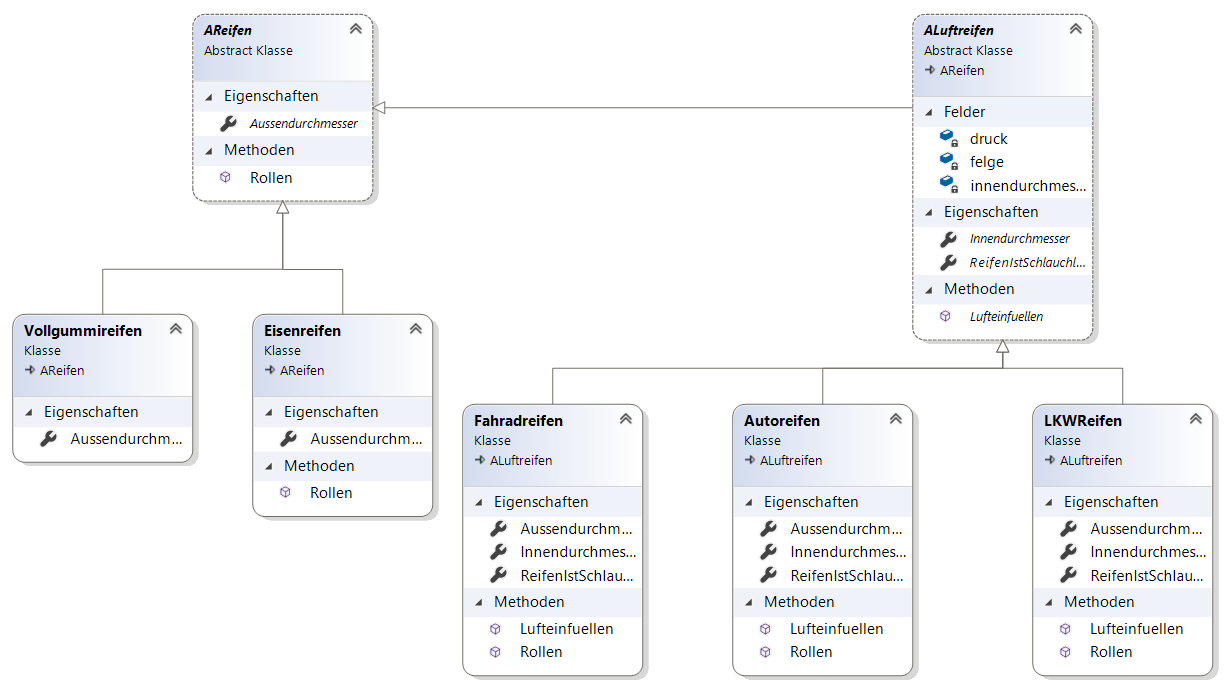 AReifen
Abstract Klasse
Eigenschaften
Aussendurchmesser
Methoden
Rollen
ALuftreifen
Abstract Klasse
AReifen
Felder
druck
felge
innendurchmes...
Eigenschaften
Innendurchmesser
ReifenIstSchlauchl...
Methoden
Lufteinfuellen
Vollgummireifen
Klasse
AReifen
Eigenschaften
Aussendurchm...
Eisenreifen
Klasse
AReifen
Eigenschaften
Aussendurchm...
Methoden
Rollen
Fahradreifen
Klasse
ALuftreifen
Eigenschaften
Aussendurchm...
Innendurchmes...
ReifenIstSchlau...
Methoden
Lufteinfuellen
Rollen
Autoreifen
Klasse
ALuftreifen
Eigenschaften
Aussendurchm...
Innendurchmes...
ReifenIstSchlau...
Methoden
Lufteinfuellen
Rollen
LKWReifen
Klasse
ALuftreifen
Eigenschaften
Aussendurchm...
Innendurchmes...
ReifenIstSchlau...
Methoden
Lufteinfuellen
Rollen